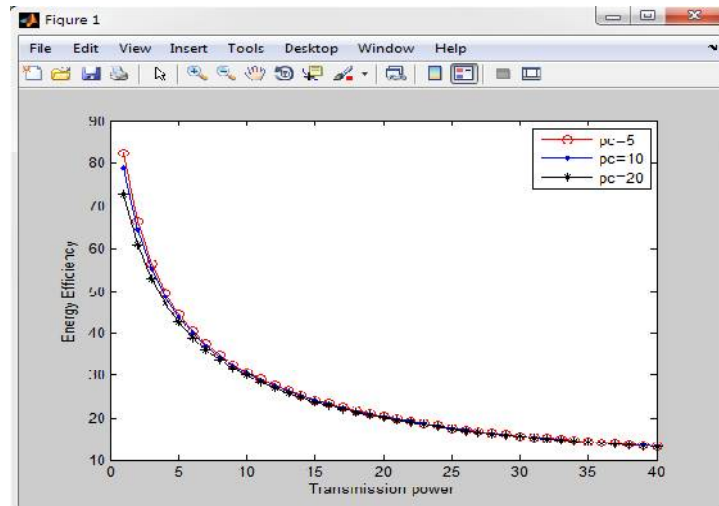 Figure 1
File Edit View Insert Tools Desktop Window Help
90
80
70
60
50
40
30
20
10
0 5 10 15 20 25 30 35 40
Energy Efficiency
Transmission power
pc=5
pc=10
pc=20